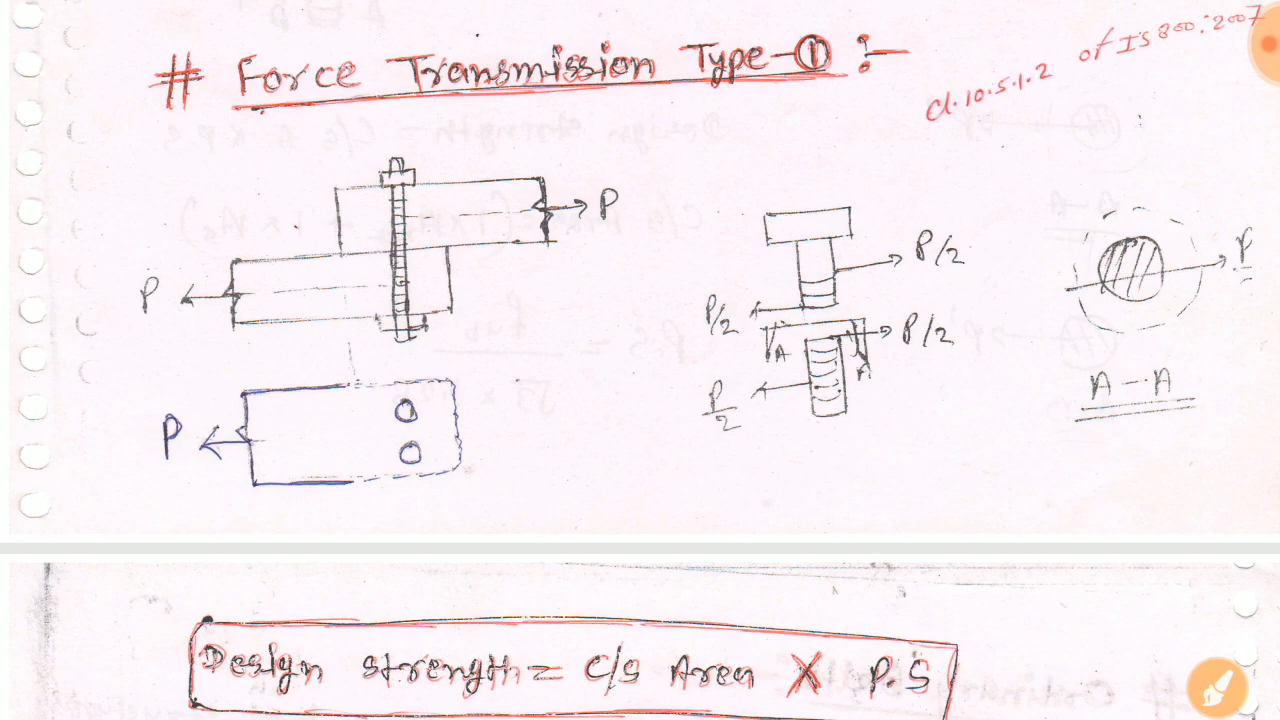 # Force Transmission Type-① :-
cl. 10.5.1.2 of IS 800:2007
P
P
P/2
P/2
P/2
A
A
P/2
P
A--A
P
Design strength = C/S Area X P.S